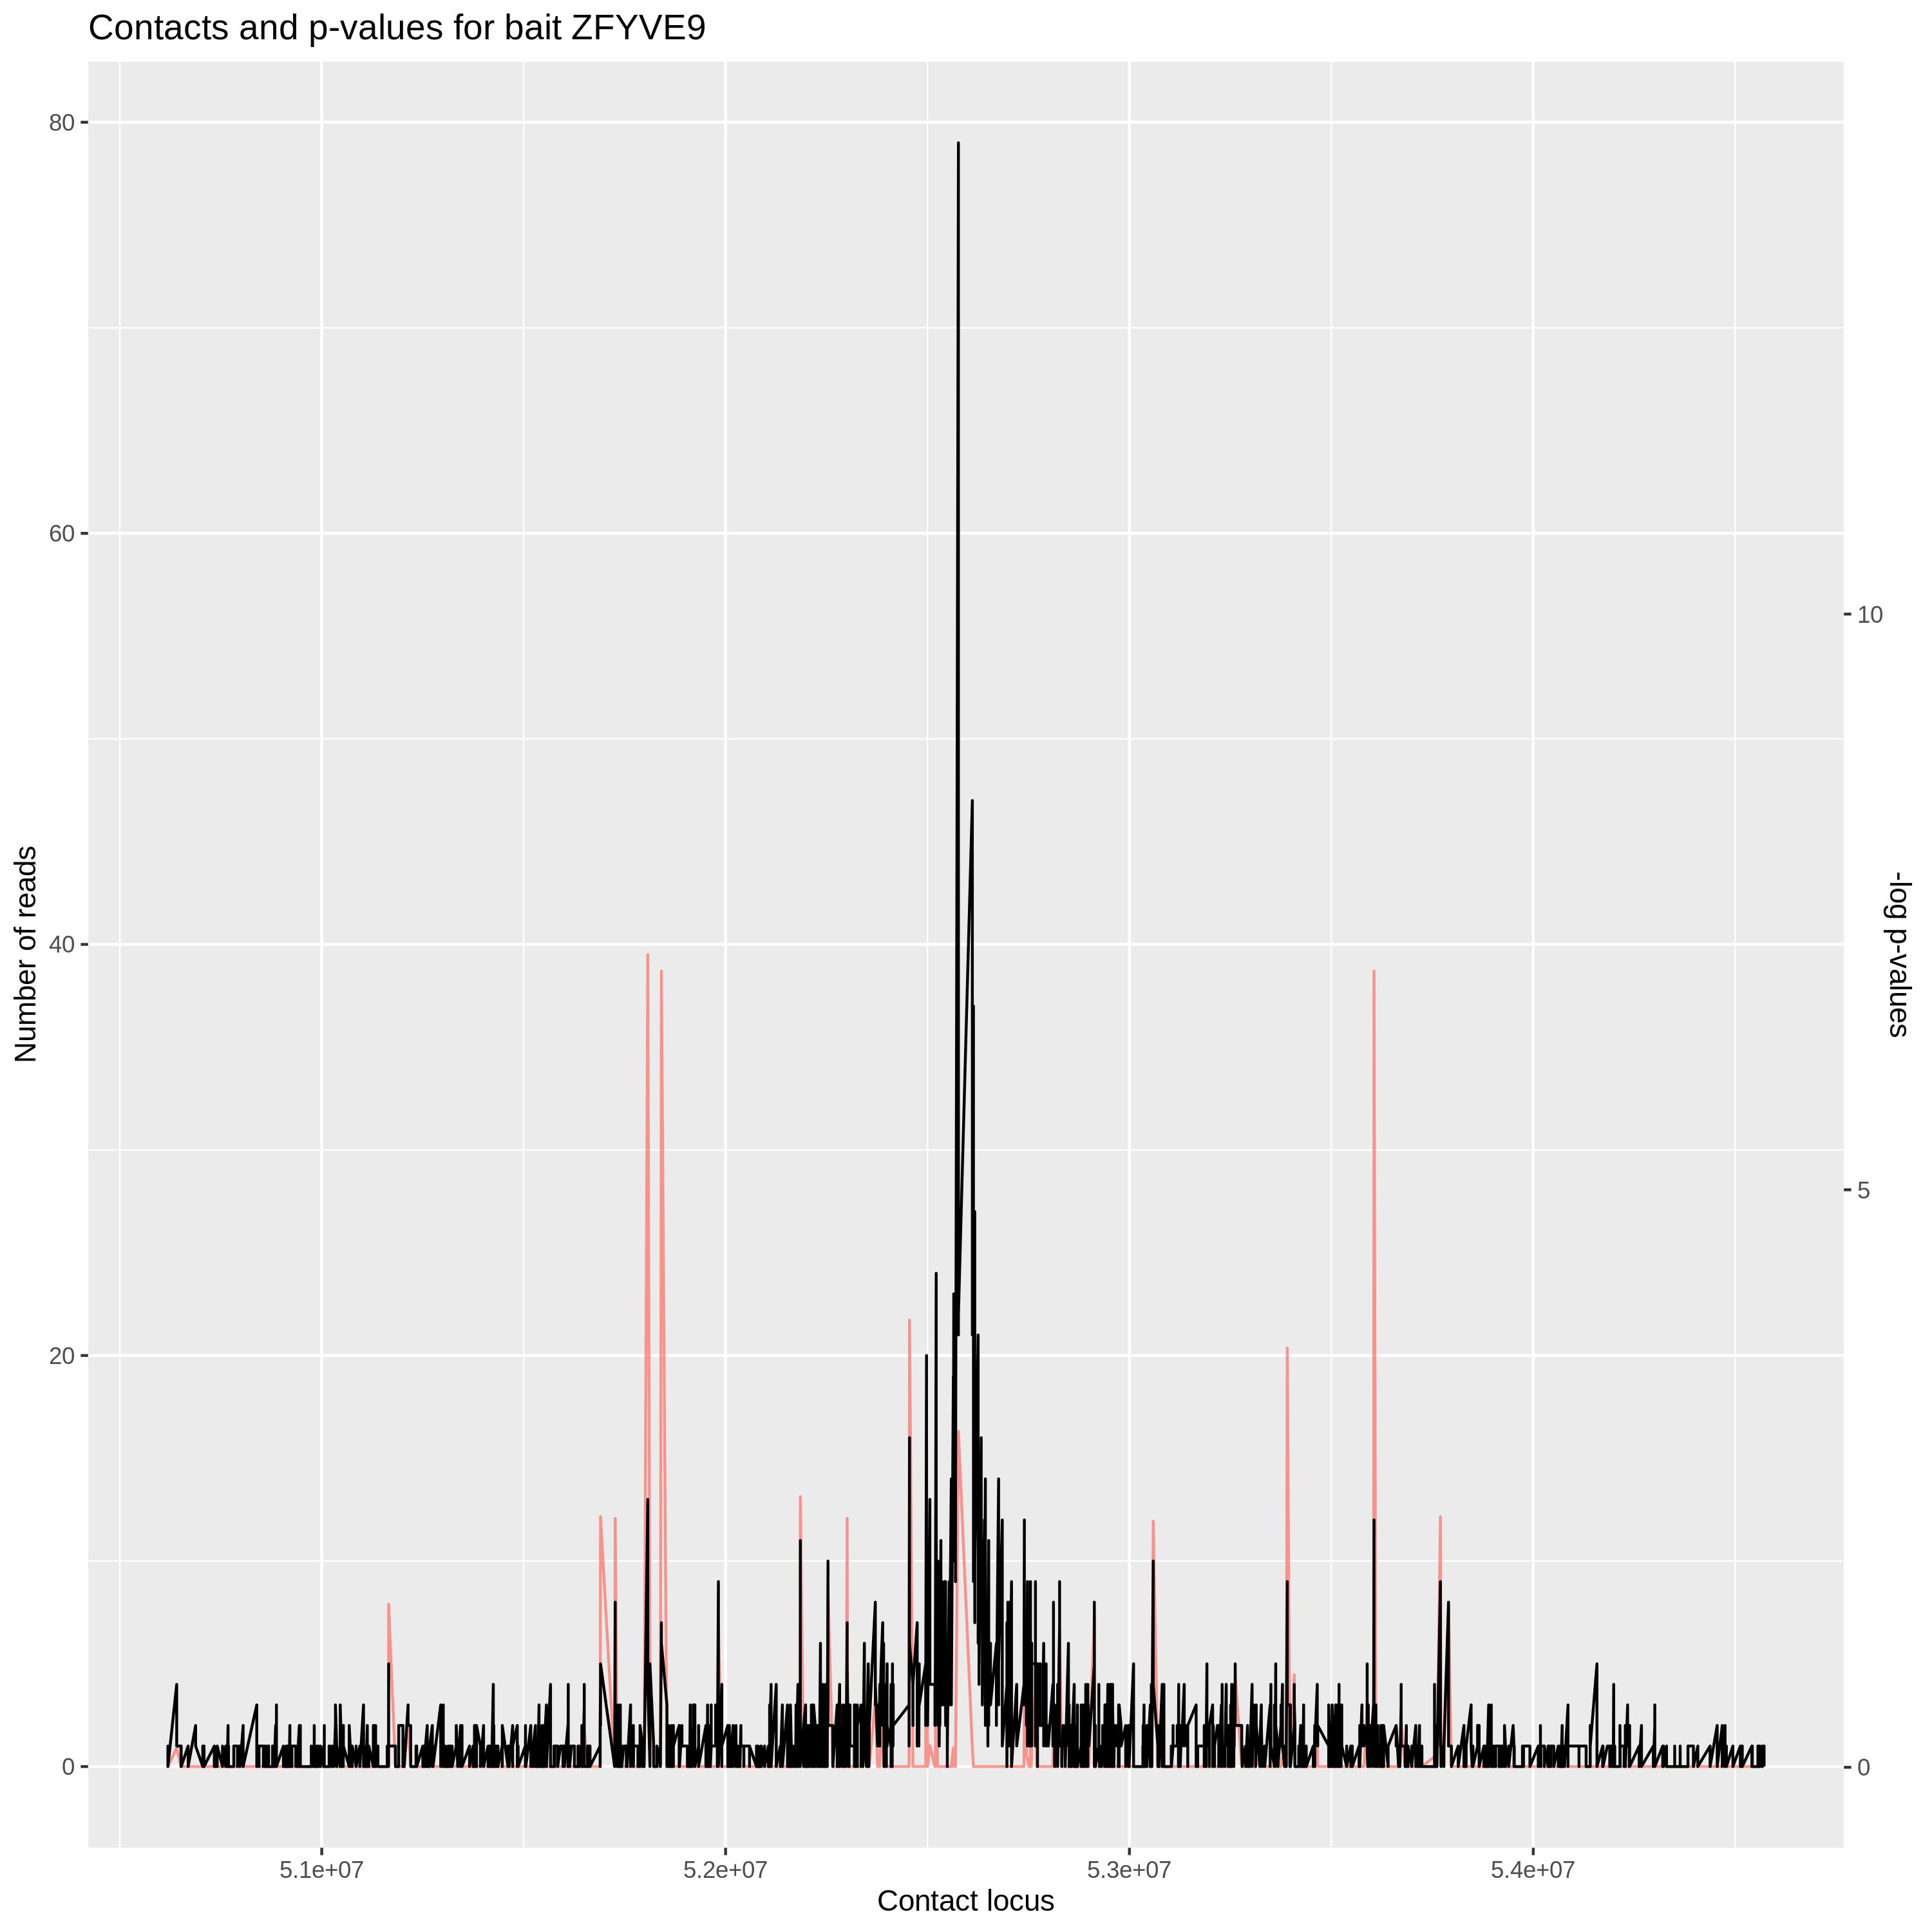 Contacts and p-values for bait ZFYVE9
80
60
40
20
0
Number of reads
10
5
0
-log p-values
5.1e+07
5.2e+07
5.3e+07
5.4e+07
Contact locus